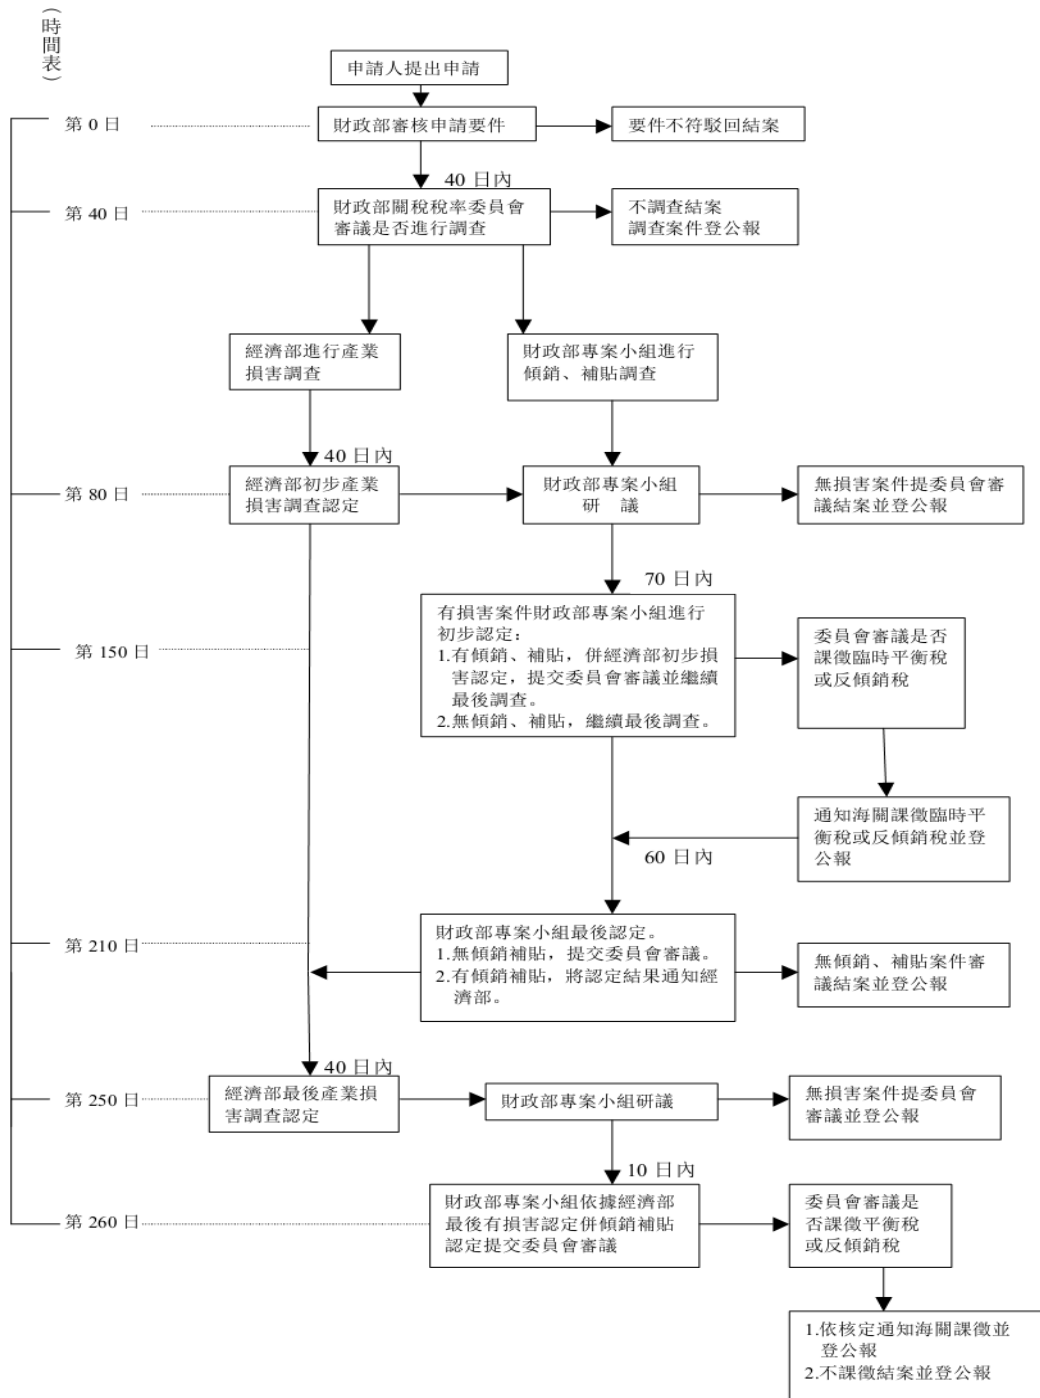 （時間表）
申請人提出申請
第 0 日
財政部審核申請要件
要件不符駁回結案
40 日內
第 40 日
財政部關稅稅率委員會
審議是否進行調查
不調查結案
調查案件登公報
經濟部進行產業
損害調查
財政部專案小組進行
傾銷、補貼調查
40 日內
第 80 日
經濟部初步產業
損害調查認定
財政部專案小組
研 議
無損害案件提委員會審
議結案並登公報
70 日內
第 150 日
有損害案件財政部專案小組進行
初步認定：
1.有傾銷、補貼，併經濟部初步損
害認定，提交委員會審議並繼續
最後調查。
2.無傾銷、補貼，繼續最後調查。
委員會審議是否
課徵臨時平衡稅
或反傾銷稅
通知海關課徵臨時平
衡稅或反傾銷稅並登
公報
60 日內
第 210 日
財政部專案小組最後認定。
1.無傾銷補貼，提交委員會審議。
2.有傾銷補貼，將認定結果通知經
濟部。
無傾銷、補貼案件審
議結案並登公報
40 日內
第 250 日
經濟部最後產業損
害調查認定
財政部專案小組研議
無損害案件提委員會
審議並登公報
10 日內
第 260 日
財政部專案小組依據經濟部
最後有損害認定併傾銷補貼
認定提交委員會審議
委員會審議是
否課徵平衡稅
或反傾銷稅
1.依核定通知海關課徵並
登公報
2.不課徵結案並登公報